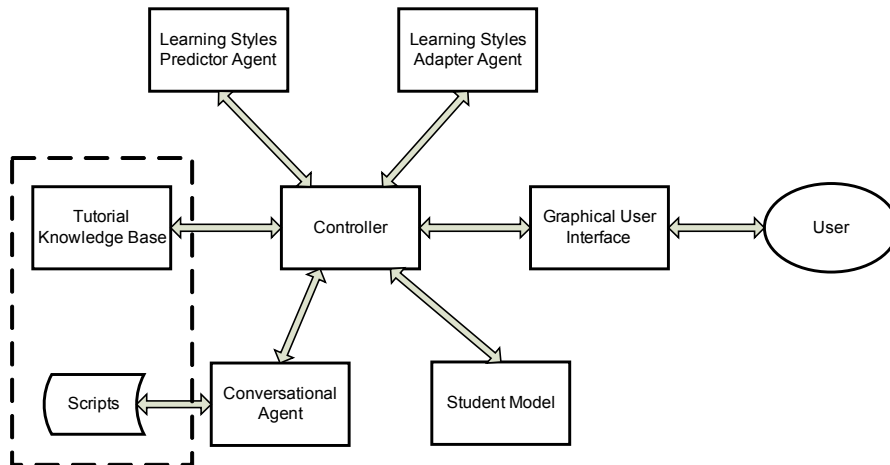 Learning Styles
Predictor Agent
Learning Styles
Adapter Agent
Tutorial
Knowledge Base
Controller
Graphical User
Interface
User
Scripts
Conversational
Agent
Student Model